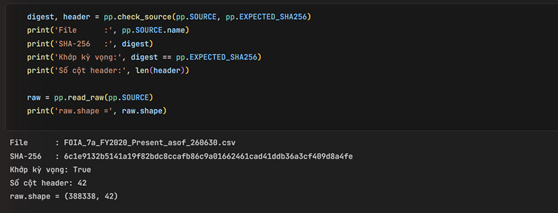 digest, header = pp.check_source(pp.SOURCE, pp.EXPECTED_SHA256)
print('File      :', pp.SOURCE.name)
print('SHA-256   :', digest)
print('Khớp kỳ vọng:', digest == pp.EXPECTED_SHA256)
print('Số cột header:', len(header))
raw = pp.read_raw(pp.SOURCE)
print('raw.shape =', raw.shape)
File      : FOIA_7a_FY2020_Present_asof_260630.csv
SHA-256   : 6c1e9132b5141a19f82bdc8ccafb86c9a01662461cad41ddb36a3cf409d8a4fe
Khớp kỳ vọng: True
Số cột header: 42
raw.shape = (388338, 42)